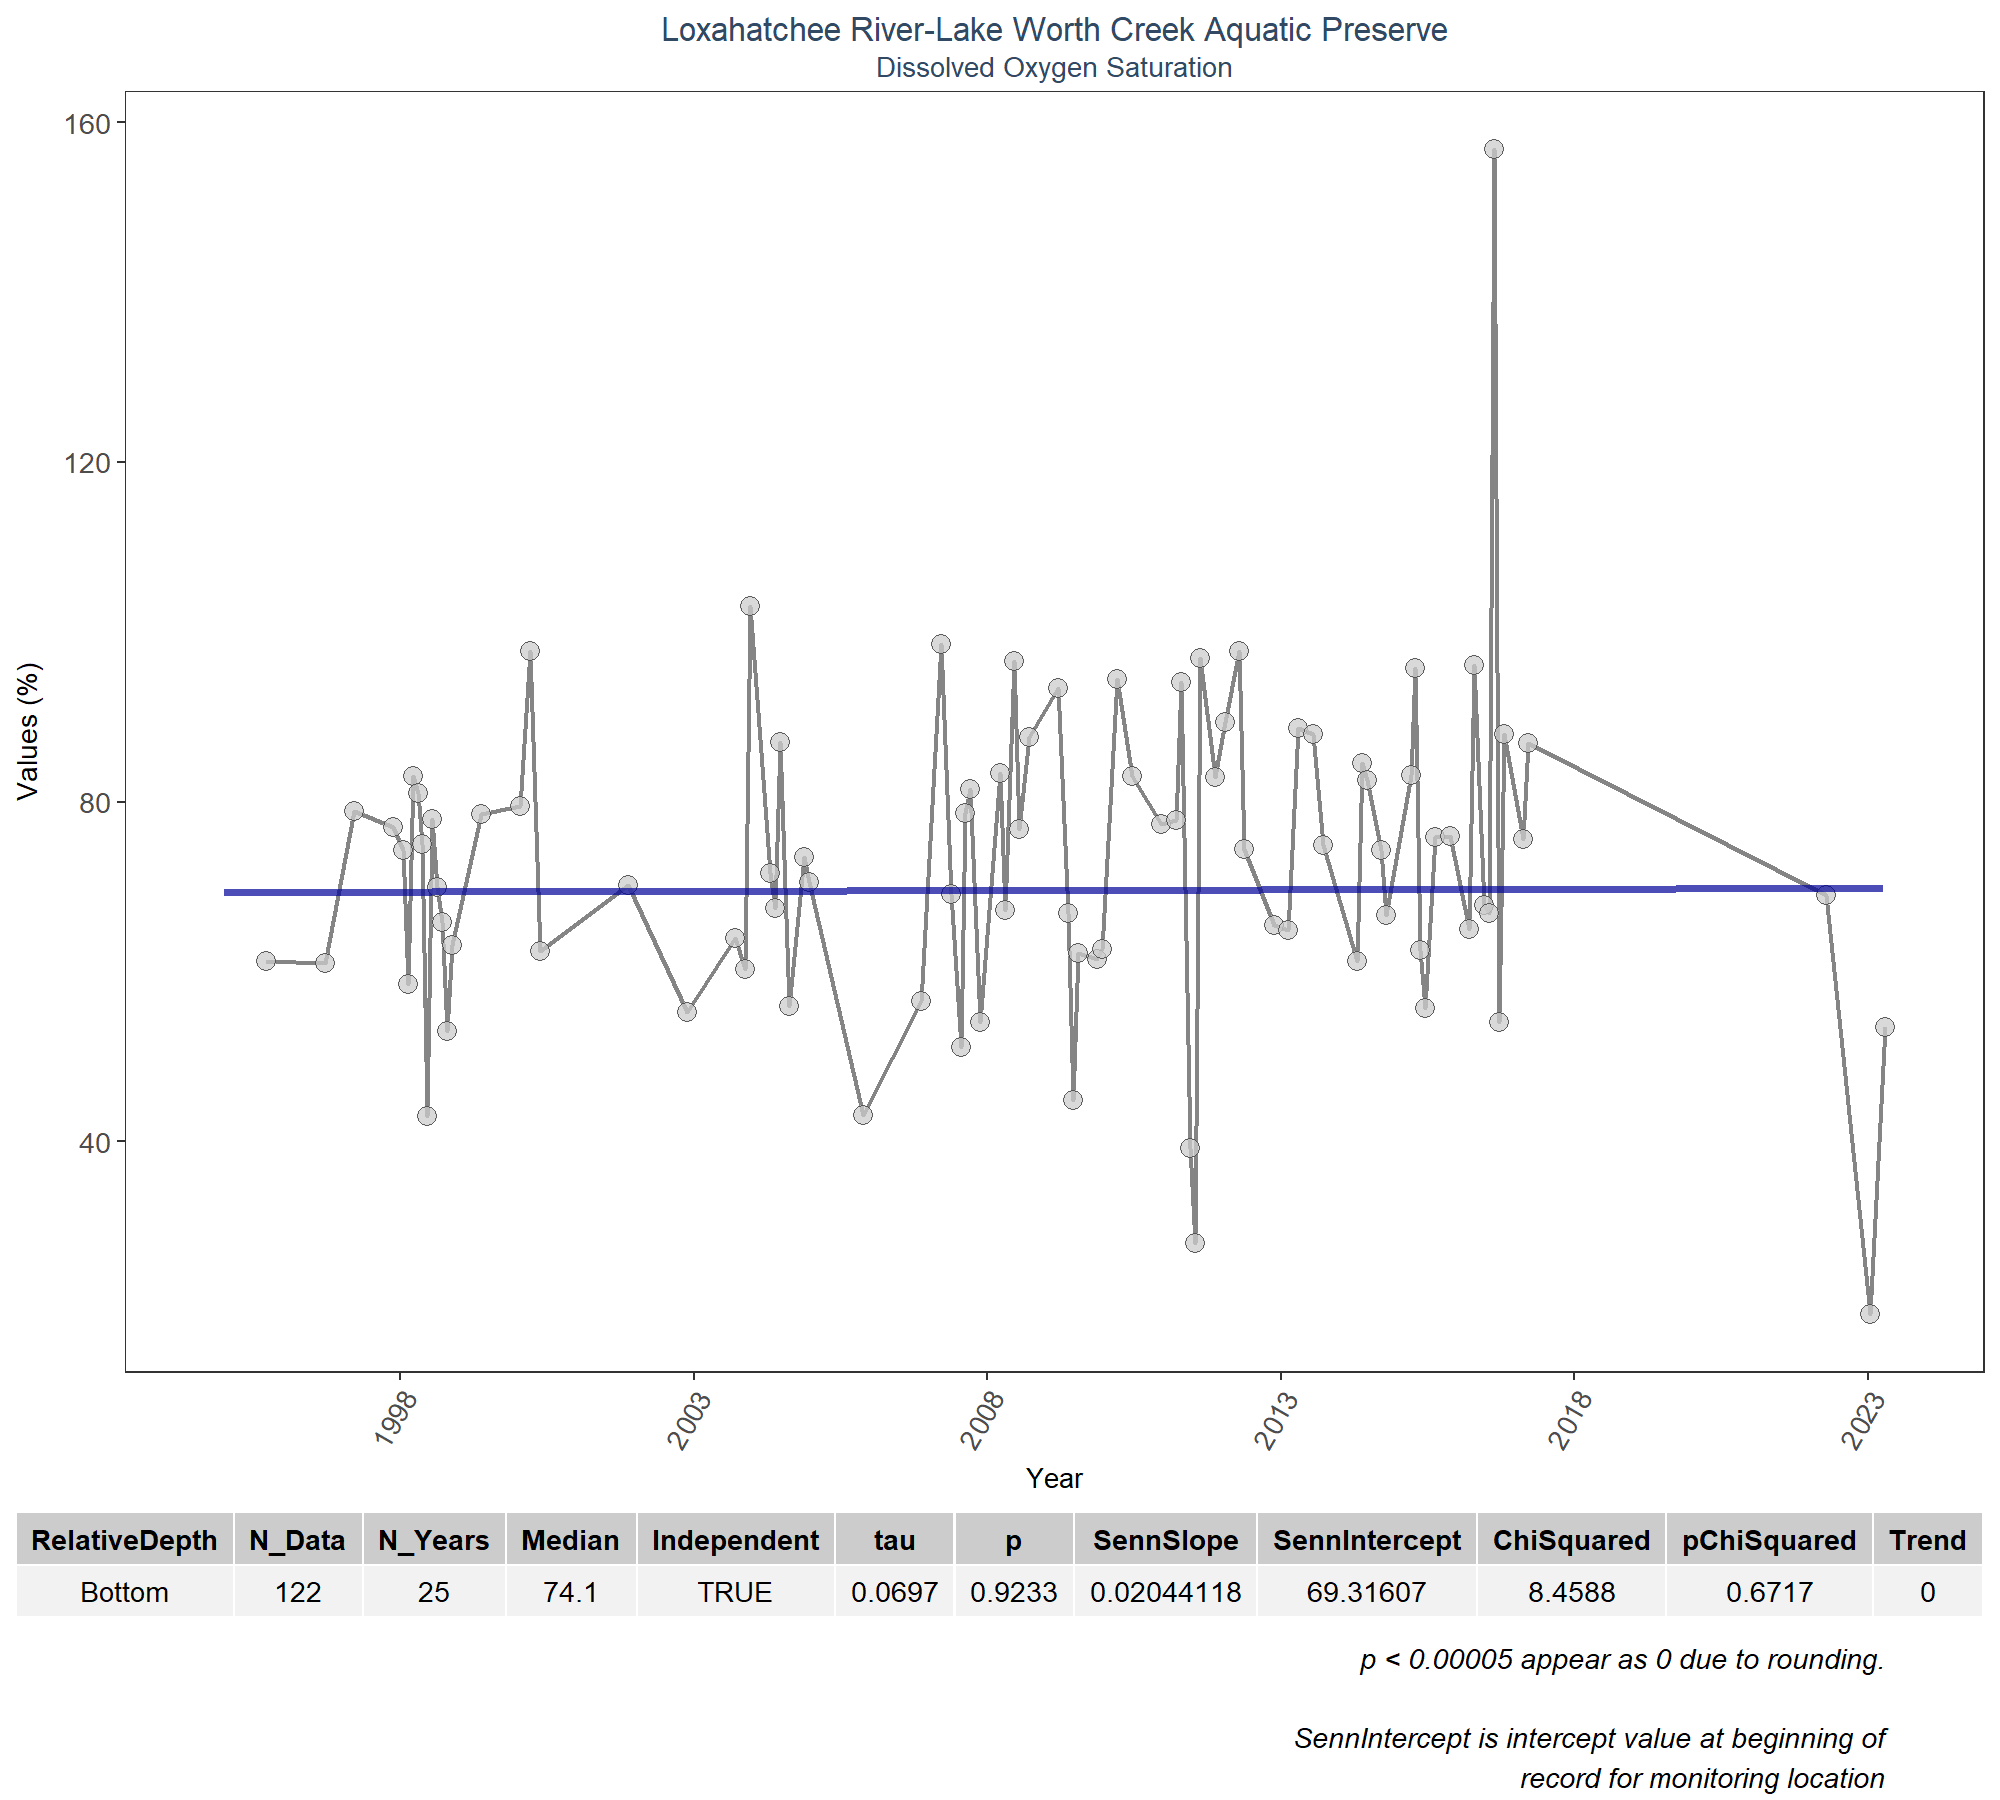 Loxahatchee River-Lake Worth Creek Aquatic Preserve
Dissolved Oxygen Saturation
160
120
80
40
Values (%)
1998
2003
2008
2013
2018
2023
Year
RelativeDepth N_Data N_Years Median Independent tau p SennSlope SennIntercept ChiSquared pChiSquared Trend
Bottom 122 25 74.1 TRUE 0.0697 0.9233 0.02044118 69.31607 8.4588 0.6717 0
p < 0.00005 appear as 0 due to rounding.
SennIntercept is intercept value at beginning of
record for monitoring location